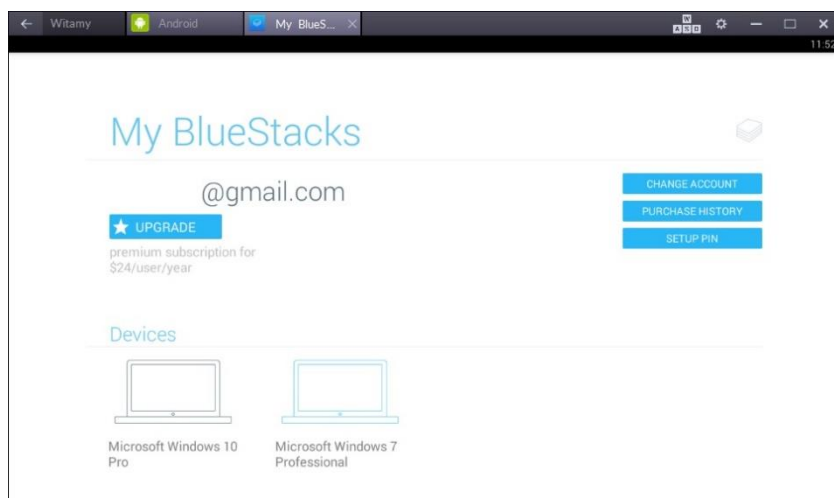 Witamy
Android
My BlueS...
W
A S D
11:52
My BlueStacks
@gmail.com
CHANGE ACCOUNT
PURCHASE HISTORY
SETUP PIN
UPGRADE
premium subscription for
$24/user/year
Devices
Microsoft Windows 10
Pro
Microsoft Windows 7
Professional